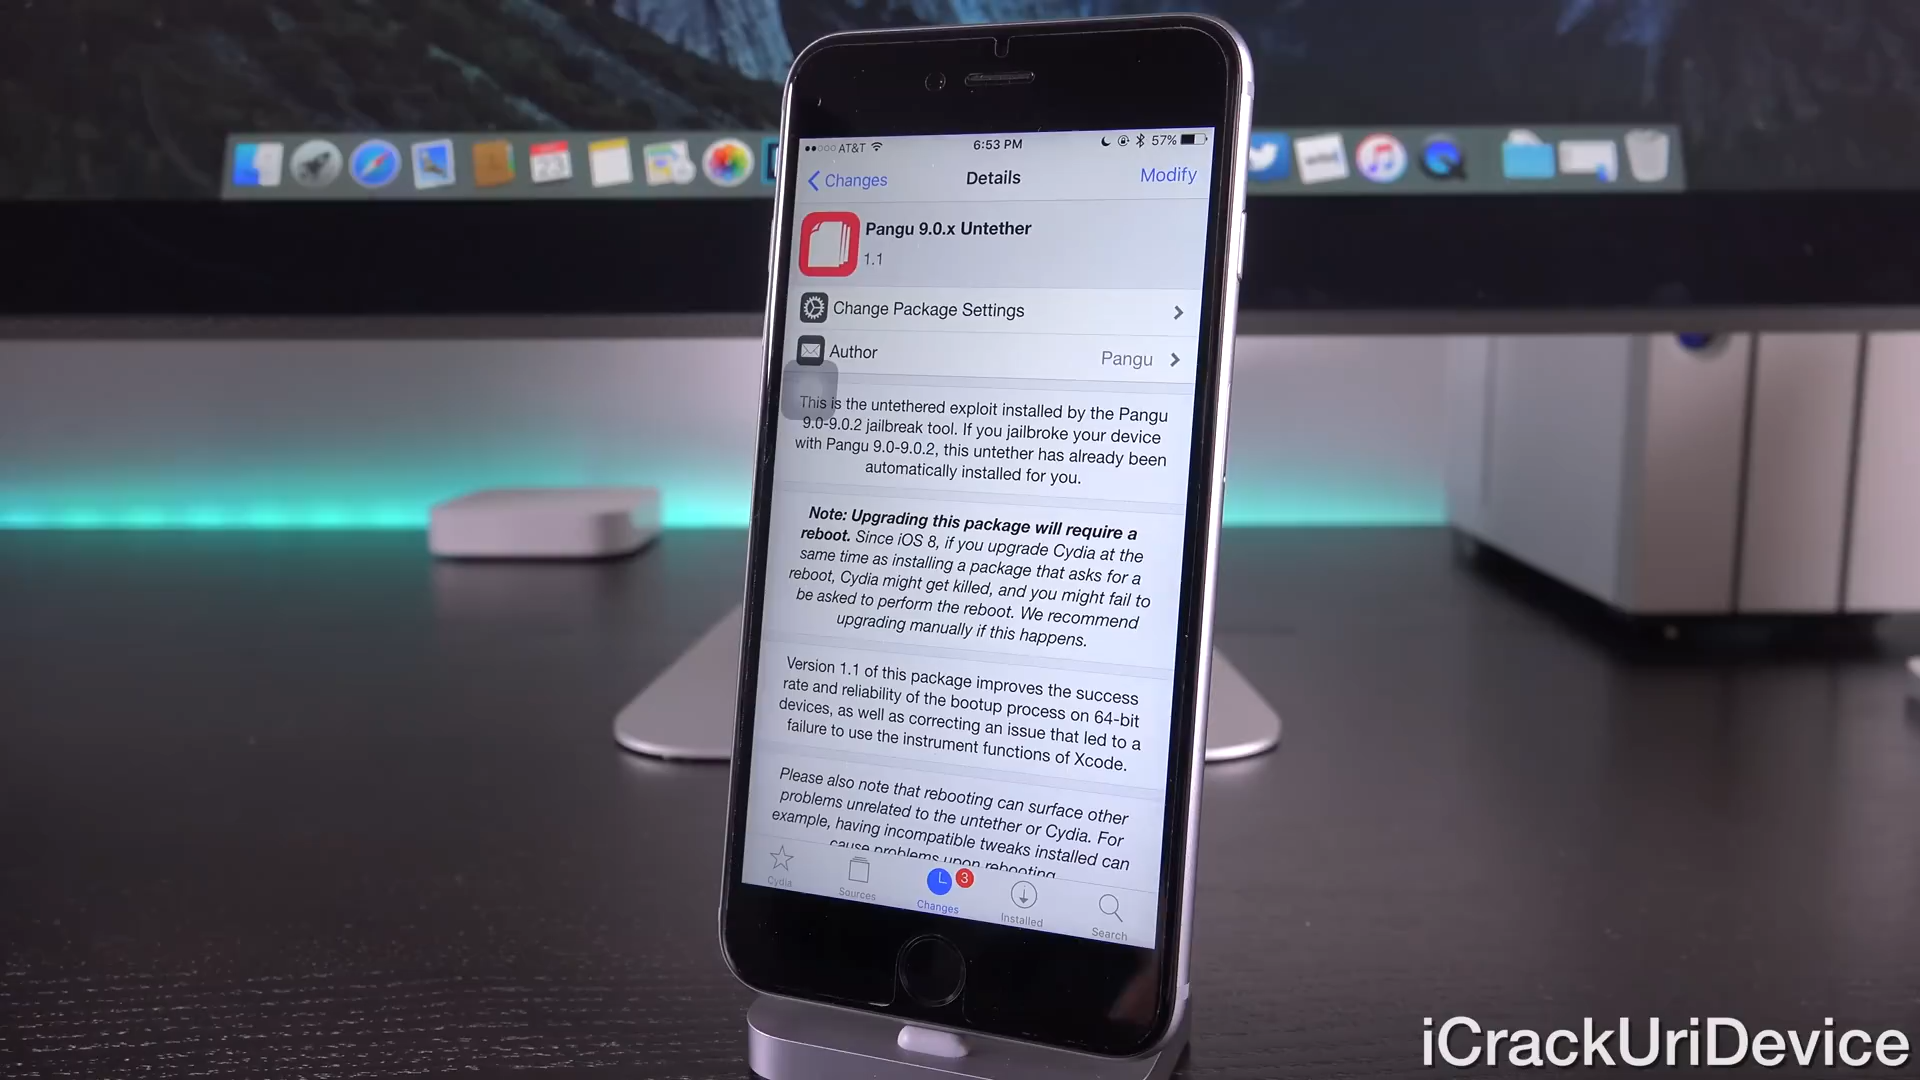 ●●○○○ AT&T 6:53 PM 57%
Changes Details Modify
Pangu 9.0.x Untether
1.1
Change Package Settings
Author Pangu
This is the untethered exploit installed by the Pangu
9.0-9.0.2 jailbreak tool. If you jailbroke your device
with Pangu 9.0-9.0.2, this untether has already been
automatically installed for you.
Note: Upgrading this package will require a
reboot. Since iOS 8, if you upgrade Cydia at the
same time as installing a package that asks for a
reboot, Cydia might get killed, and you might fail to
be asked to perform the reboot. We recommend
upgrading manually if this happens.
Version 1.1 of this package improves the success
rate and reliability of the bootup process on 64-bit
devices, as well as correcting an issue that led to a
failure to use the instrument functions of Xcode.
Please also note that rebooting can surface other
problems unrelated to the untether or Cydia. For
example, having incompatible tweaks installed can
cause problems upon rebooting.
3
Cydia Sources Changes Installed Search
23
iCrackUriDevice